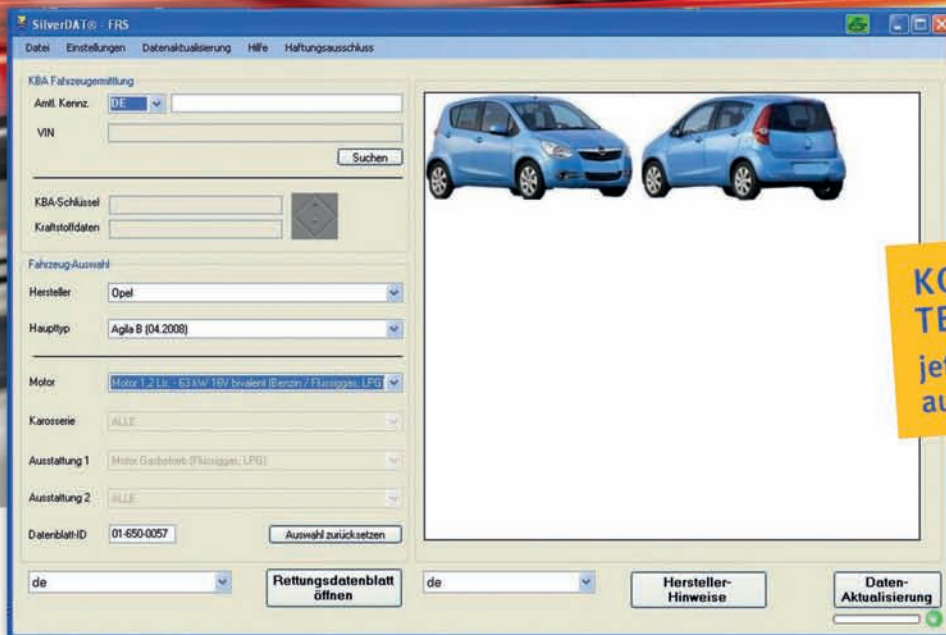 SilverDAT® - FRS
Datei Einstellungen Datenaktualisierung Hilfe Haftungsausschluss
KBA Fahrzeugermittlung
Amtl. Kennz. DE
VIN
Suchen
KBA-Schlüssel
Kraftstoffdaten
Fahrzeug-Auswahl
Hersteller Opel
Haupttyp Agila B (04.2008)
Motor Motor 1,2 Ltr. - 63 kW 16V bivalent (Benzin / Flüssiggas, LPG
Karosserie ALLE
Ausstattung 1 Motor Gasbetrieb (Flüssiggas, LPG)
Ausstattung 2 ALLE
Datenblatt-ID 01-650-0057 Auswahl zurücksetzen
de
Rettungsdatenblatt
öffnen
de
Hersteller-
Hinweise
Daten-
Aktualisierung